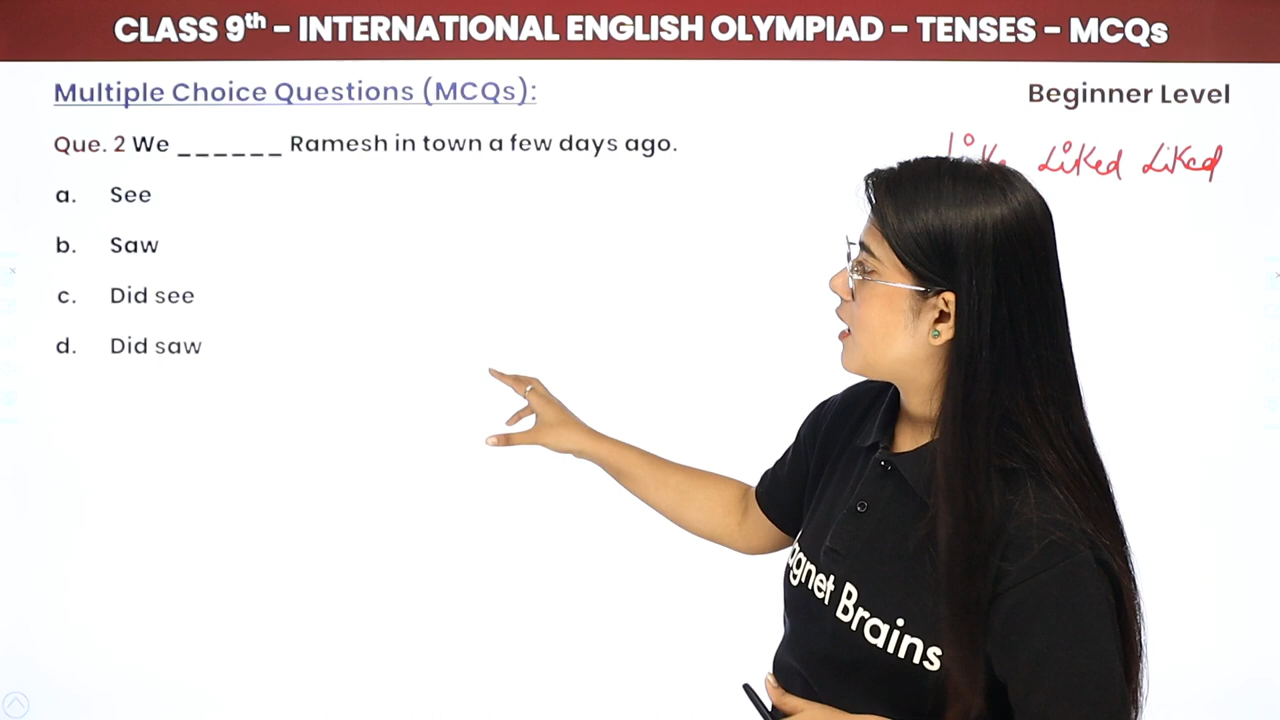 CLASS 9th – INTERNATIONAL ENGLISH OLYMPIAD – TENSES – MCQs
Multiple Choice Questions (MCQs):
Beginner Level
Que. 2 We ______ Ramesh in town a few days ago.
Liked Liked
a. See
b. Saw
c. Did see
d. Did saw
Brains